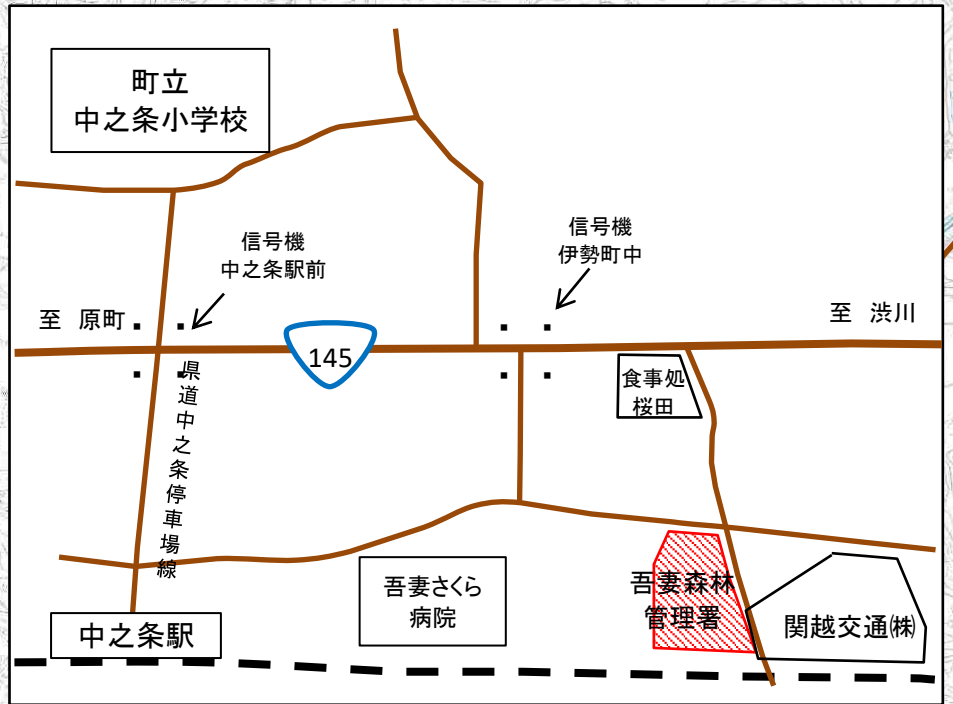 町立
中之条小学校
信号機
伊勢町中
信号機
中之条駅前
至 原町
至 渋川
145
県道中之条停車場線
食事処
桜田
吾妻さくら
病院
吾妻森林
管理署
関越交通㈱
中之条駅